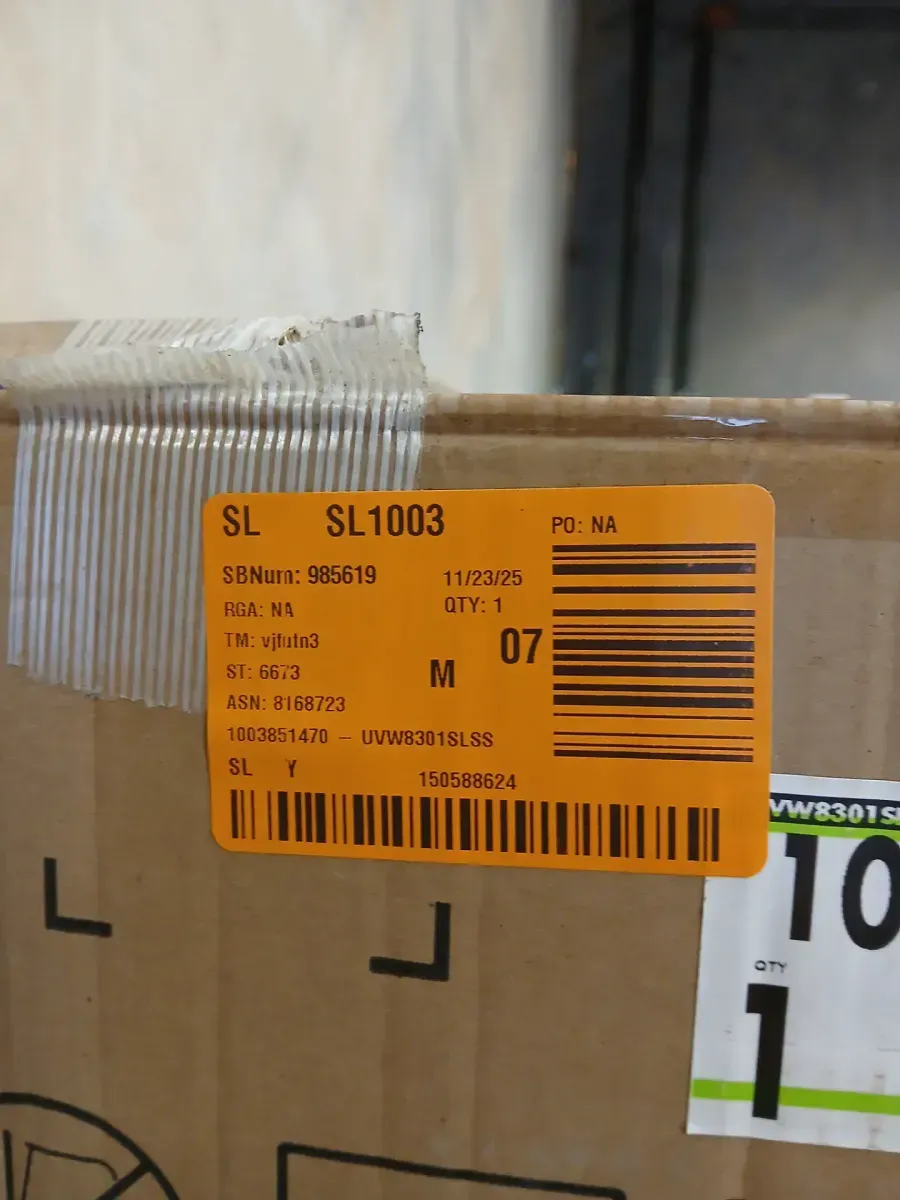 SL SL1003 PO: NA
SBNum: 985619 11/23/25
RGA: NA QTY: 1
TM: vjfutn3 07
ST: 6673 M
ASN: 8168723
1003851470 – UVW8301SLSS
SL Y 150588624
VW8301S
10
QTY
1